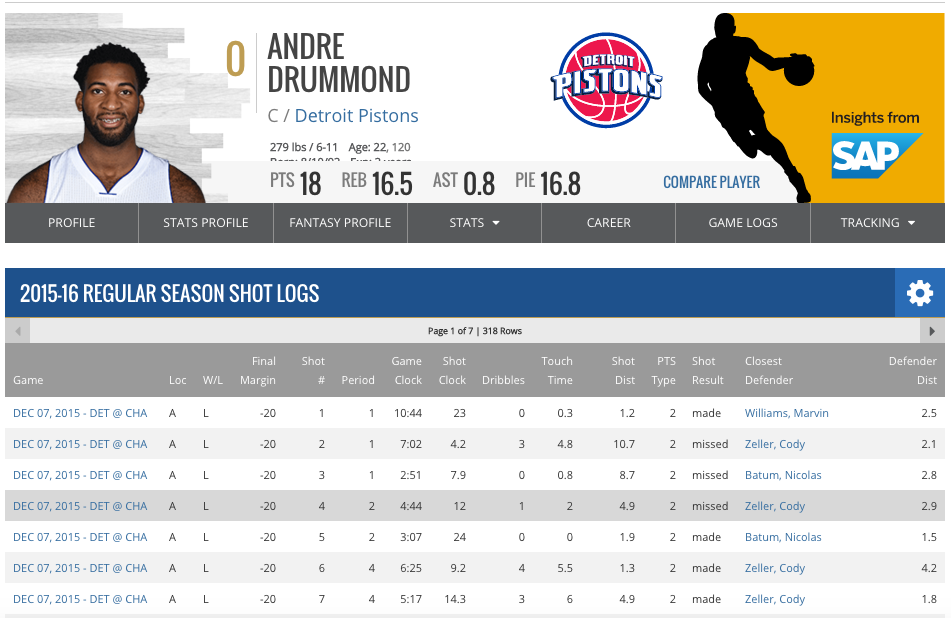 0
ANDRE
DRUMMOND
C / Detroit Pistons
279 lbs / 6-11 Age: 22, 120
PTS 18 REB 16.5 AST 0.8 PIE 16.8
COMPARE PLAYER
DETROIT
PISTONS
Insights from
SAP
PROFILE STATS PROFILE FANTASY PROFILE STATS CAREER GAME LOGS TRACKING
2015-16 REGULAR SEASON SHOT LOGS
Page 1 of 7 | 318 Rows
Game Loc W/L Final Margin Shot # Period Game Clock Shot Clock Dribbles Touch Time Shot Dist PTS Type Shot Result Closest Defender Defender Dist
DEC 07, 2015 - DET @ CHA A L -20 1 1 10:44 23 0 0.3 1.2 2 made Williams, Marvin 2.5
DEC 07, 2015 - DET @ CHA A L -20 2 1 7:02 4.2 3 4.8 10.7 2 missed Zeller, Cody 2.1
DEC 07, 2015 - DET @ CHA A L -20 3 1 2:51 7.9 0 0.8 8.7 2 missed Batum, Nicolas 2.8
DEC 07, 2015 - DET @ CHA A L -20 4 2 4:44 12 1 2 4.9 2 missed Zeller, Cody 2.9
DEC 07, 2015 - DET @ CHA A L -20 5 2 3:07 24 0 0 1.9 2 made Batum, Nicolas 1.5
DEC 07, 2015 - DET @ CHA A L -20 6 4 6:25 9.2 4 5.5 1.3 2 made Zeller, Cody 4.2
DEC 07, 2015 - DET @ CHA A L -20 7 4 5:17 14.3 3 6 4.9 2 made Zeller, Cody 1.8